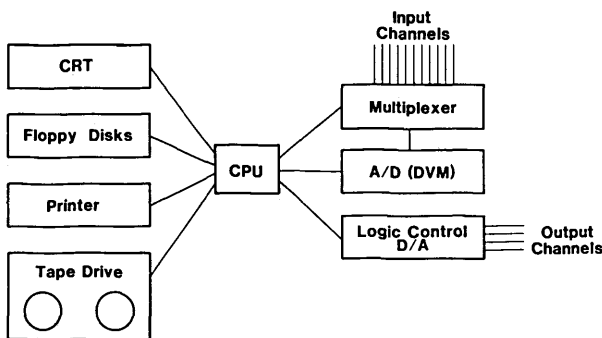 Input
Channels
CRT
Multiplexer
Floppy Disks
CPU
A/D (DVM)
Printer
Logic Control
D/A
Output
Channels
Tape Drive